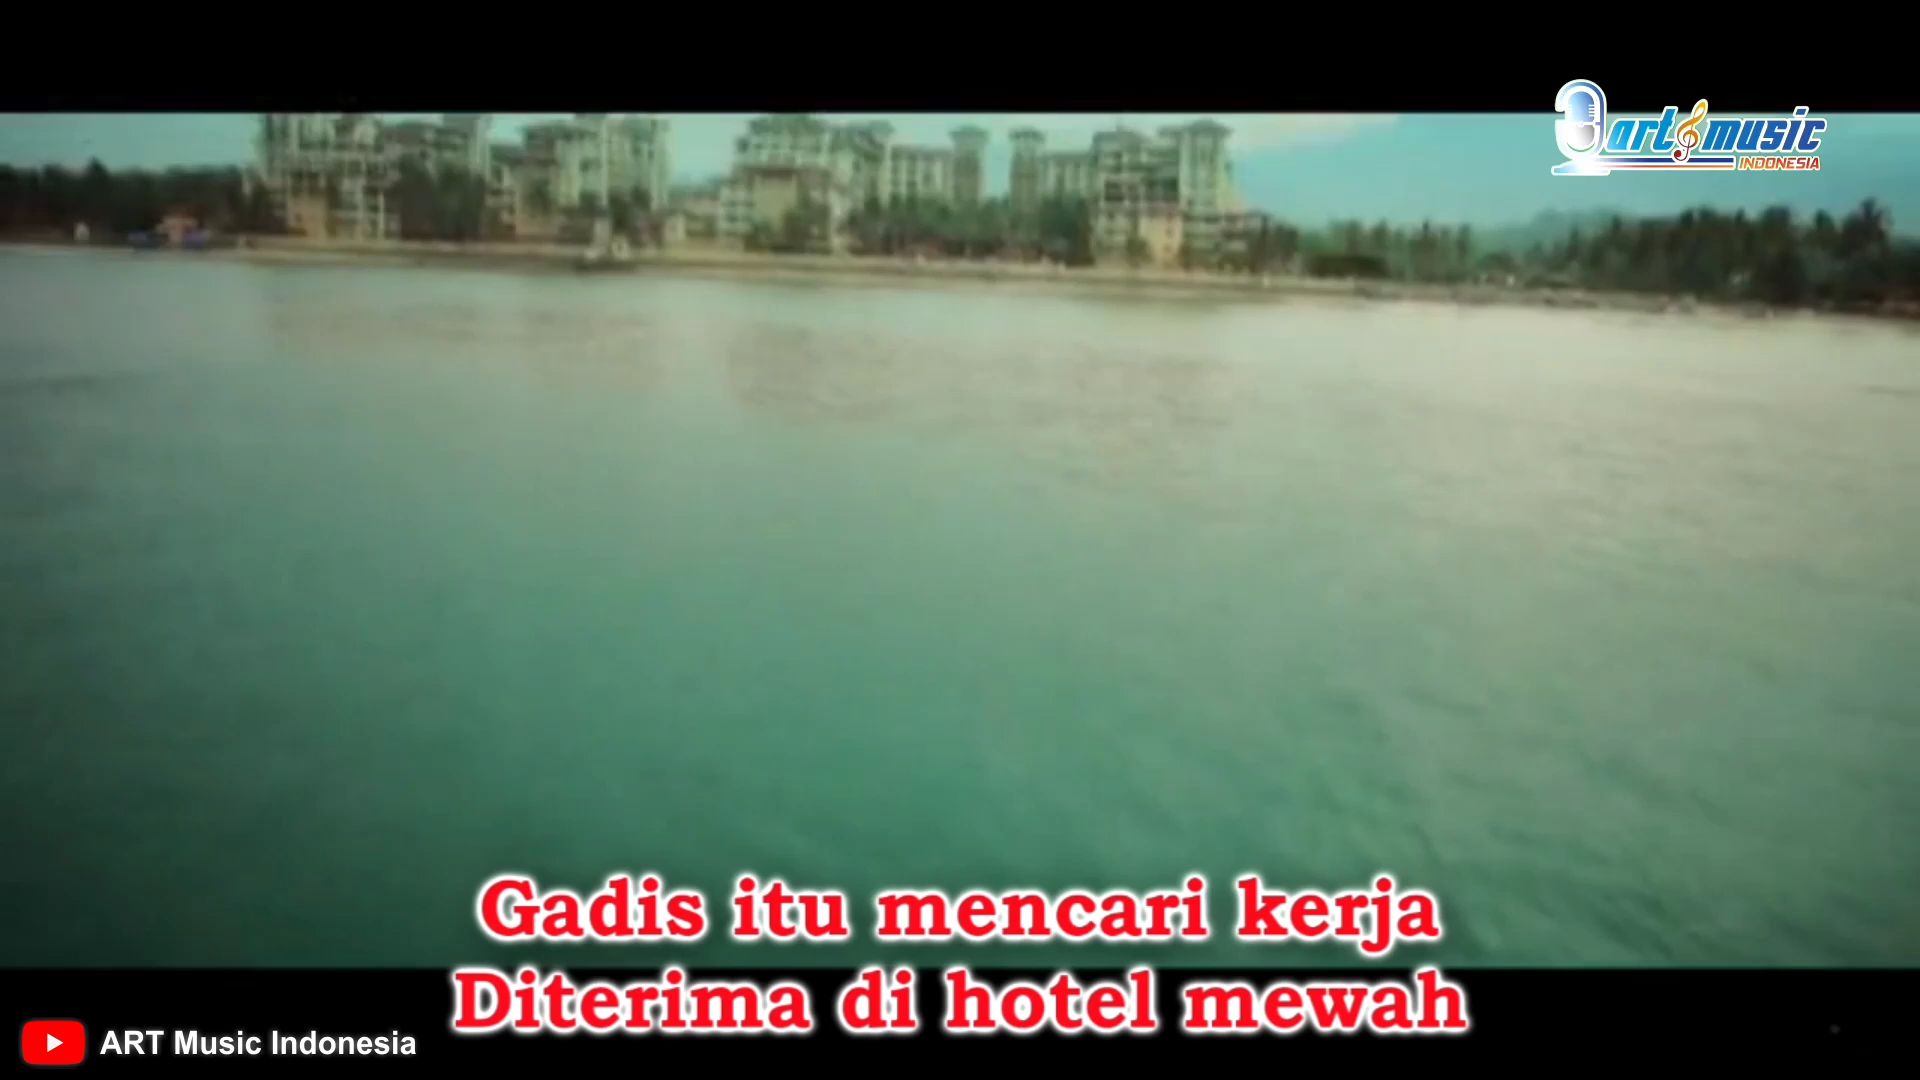 art music
INDONESIA
Gadis itu mencari kerja
Diterima di hotel mewah
ART Music Indonesia